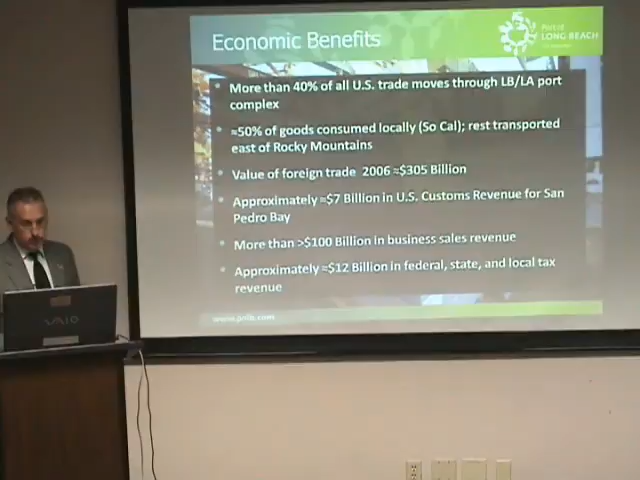 Economic Benefits
Port of
LONG BEACH
More than 40% of all U.S. trade moves through LB/LA port
complex
≈50% of goods consumed locally (So Cal); rest transported
east of Rocky Mountains
Value of foreign trade 2006 ≈$305 Billion
Approximately ≈$7 Billion in U.S. Customs Revenue for San
Pedro Bay
More than >$100 Billion in business sales revenue
Approximately ≈$12 Billion in federal, state, and local tax
revenue
www.polb.com
VAIO